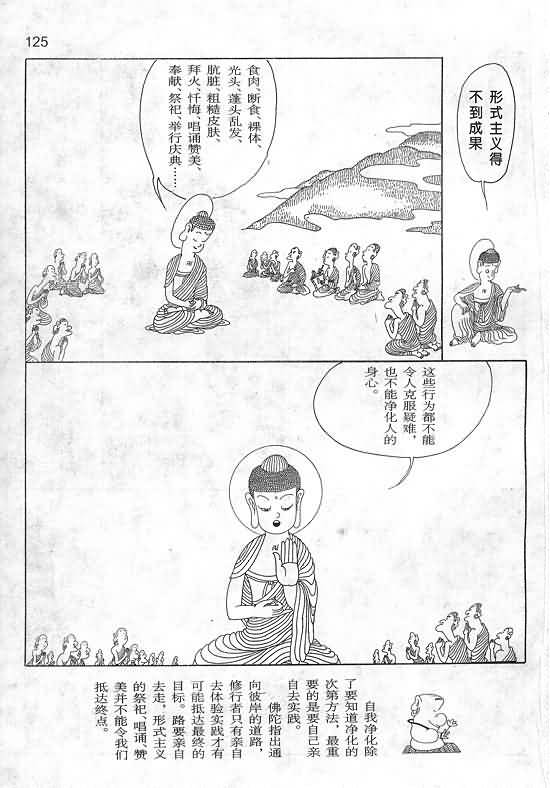 125
形式主义得
不到成果
食肉、断食、裸体、
光头、蓬头乱发、
肮脏、粗糙皮肤、
拜火、忏悔、唱诵赞美、
奉献、祭祀、举行庆典……
这些行为都不能
令人克服疑难，
也不能净化人的
身心。
自我净化除
了要知道净化的
次第方法，最重
要的是要自己亲
自去实践。
佛陀指出通
向彼岸的道路，
修行者只有亲自
去体验实践才有
可能抵达最终的
目标。路要亲自
去走，形式主义
的祭祀、唱诵、赞
美并不能令我们
抵达终点。